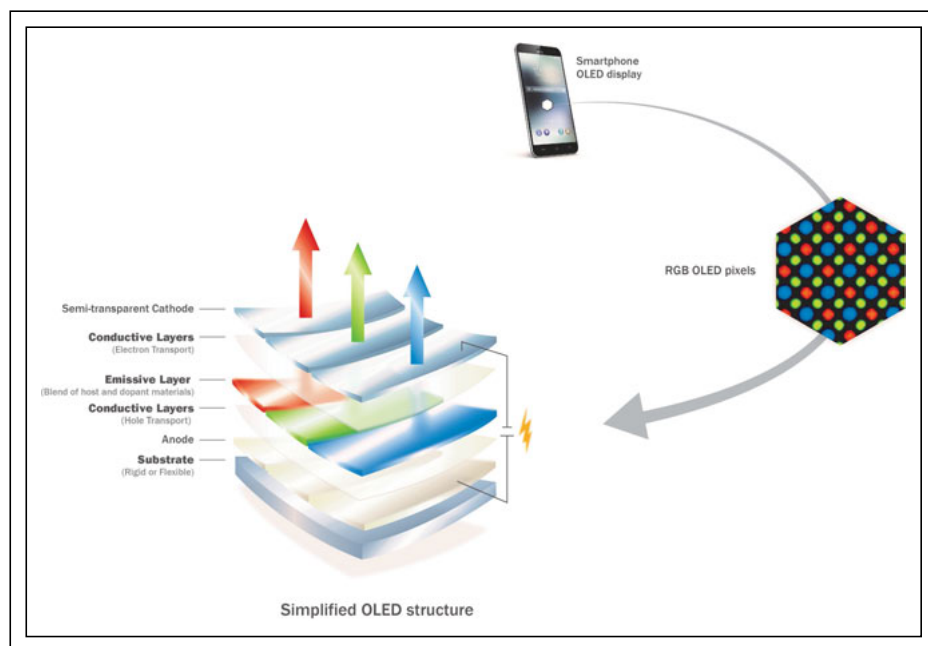 Smartphone
OLED display
RGB OLED pixels
Semi-transparent Cathode
Conductive Layers
(Electron Transport)
Emissive Layer
(Blend of host and dopant materials)
Conductive Layers
(Hole Transport)
Anode
Substrate
(Rigid or Flexible)
Simplified OLED structure